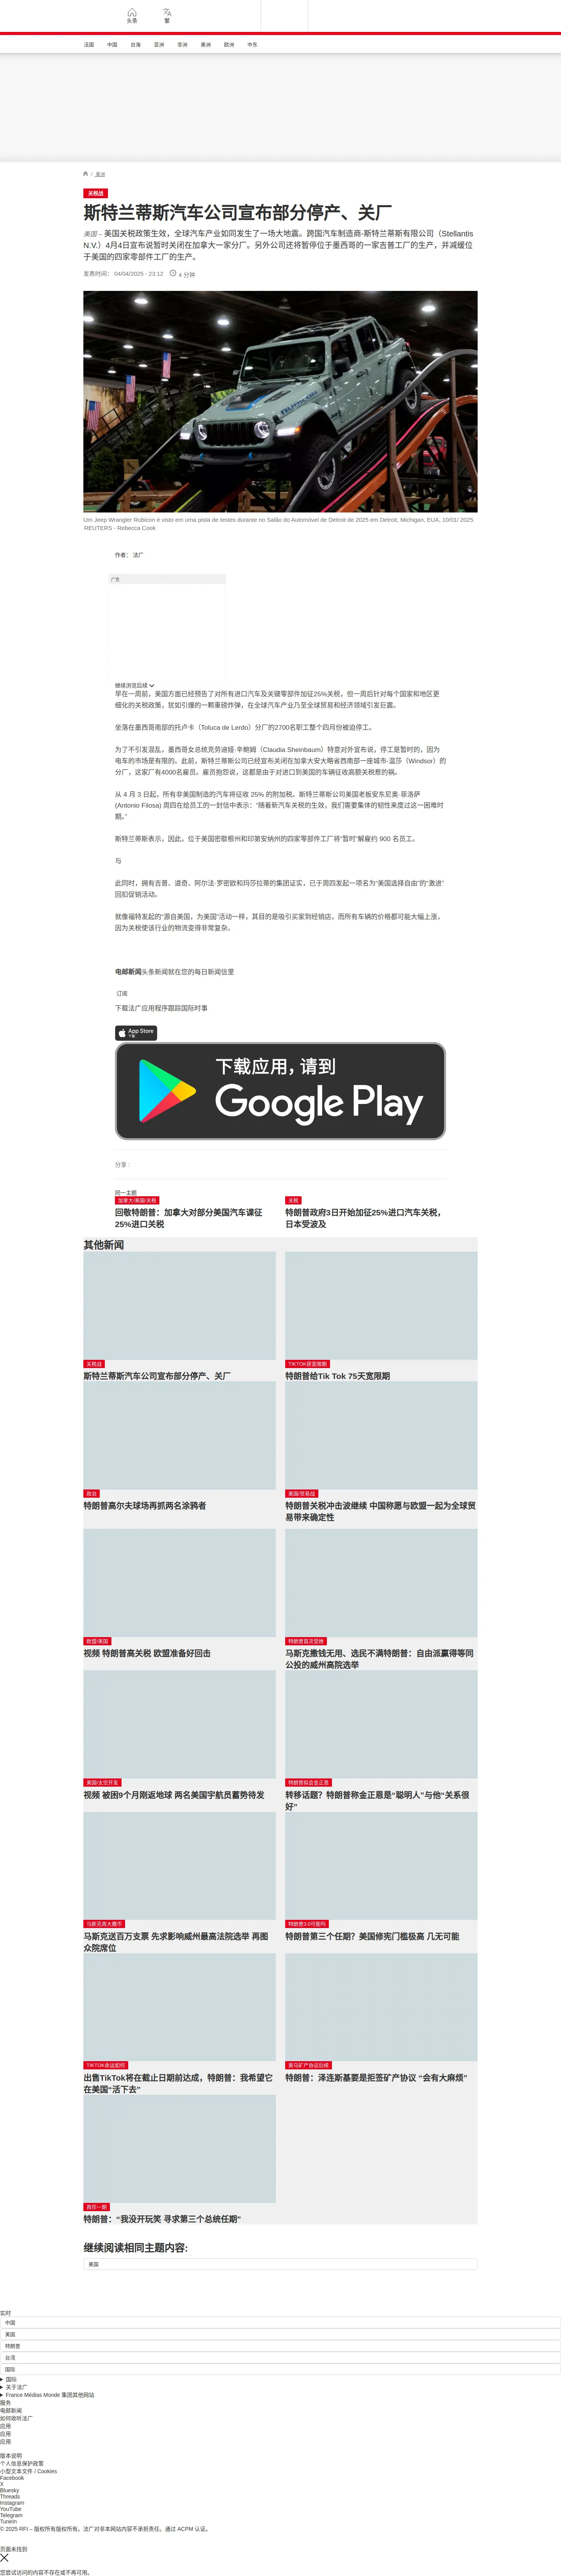 头条
繁
法国 中国 台海 亚洲 非洲 美洲 欧洲 中东
/ 美洲
关税战
斯特兰蒂斯汽车公司宣布部分停产、关厂
美国 – 美国关税政策生效，全球汽车产业如同发生了一场大地震。跨国汽车制造商-斯特兰蒂斯有限公司（Stellantis
N.V.）4月4日宣布说暂时关闭在加拿大一家分厂。另外公司还将暂停位于墨西哥的一家吉普工厂的生产，并减缓位
于美国的四家零部件工厂的生产。
发表时间： 04/04/2025 - 23:12 4 分钟
Um Jeep Wrangler Rubicon é visto em uma pista de testes durante no Salão do Automóvel de Detroit de 2025 em Detroit, Michigan, EUA, 10/01/ 2025.
REUTERS - Rebecca Cook
作者： 法广
广告
继续浏览后续
早在一周前，美国方面已经预告了对所有进口汽车及关键零部件加征25%关税，但一周后针对每个国家和地区更
细化的关税政策，犹如引爆的一颗重磅炸弹，在全球汽车产业乃至全球贸易和经济领域引发巨震。
坐落在墨西哥南部的托卢卡（Toluca de Lerdo）分厂的2700名职工整个四月份被迫停工。
为了不引发混乱，墨西哥女总统克劳迪娅·辛鲍姆（Claudia Sheinbaum）特意对外宣布说，停工是暂时的，因为
电车的市场是有限的。此前，斯特兰蒂斯公司已经宣布关闭在加拿大安大略省西南部一座城市-温莎（Windsor）的
分厂，这家厂有4000名雇员。雇员抱怨说，这都是由于对进口到美国的车辆征收高额关税惹的祸。
从 4 月 3 日起，所有非美国制造的汽车将征收 25% 的附加税。斯特兰蒂斯公司美国老板安东尼奥·菲洛萨
(Antonio Filosa) 周四在给员工的一封信中表示：“随着新汽车关税的生效，我们需要集体的韧性来度过这一困难时
期。”
斯特兰蒂斯表示，因此，位于美国密歇根州和印第安纳州的四家零部件工厂将“暂时”解雇约 900 名员工。
与
此同时，拥有吉普、道奇、阿尔法·罗密欧和玛莎拉蒂的集团证实，已于周四发起一项名为“美国选择自由”的“激进”
回扣促销活动。
就像福特发起的“源自美国，为美国”活动一样，其目的是吸引买家到经销店，而所有车辆的价格都可能大幅上涨，
因为关税使该行业的物流变得非常复杂。
电邮新闻头条新闻就在您的每日新闻信里
订阅
下载法广应用程序跟踪国际时事
App Store
下载
下载应用，请到
Google Play
分享 :
同一主题
加拿大/美国/关税
回敬特朗普：加拿大对部分美国汽车课征
25%进口关税
关税
特朗普政府3日开始加征25%进口汽车关税，
日本受波及
其他新闻
关税战
斯特兰蒂斯汽车公司宣布部分停产、关厂
TIKTOK获宽限期
特朗普给Tik Tok 75天宽限期
政治
特朗普高尔夫球场再抓两名涂鸦者
美国/贸易战
特朗普关税冲击波继续 中国称愿与欧盟一起为全球贸
易带来确定性
欧盟/美国
视频 特朗普高关税 欧盟准备好回击
特朗普首次受挫
马斯克撒钱无用、选民不满特朗普：自由派赢得等同
公投的威州高院选举
美国/太空开支
视频 被困9个月刚返地球 两名美国宇航员蓄势待发
特朗普拟会金正恩
转移话题？特朗普称金正恩是“聪明人”与他“关系很
好”
马斯克再大撒币
马斯克送百万支票 先求影响威州最高法院选举 再图
众院席位
特朗普3.0可能吗
特朗普第三个任期？美国修宪门槛极高 几无可能
TIKTOK命运如何
出售TikTok将在截止日期前达成，特朗普：我希望它
在美国“活下去”
美乌矿产协议后续
特朗普：泽连斯基要是拒签矿产协议 “会有大麻烦”
再作一期
特朗普：“我没开玩笑 寻求第三个总统任期”
继续阅读相同主题内容:
美国
实时
中国
美国
特朗普
台湾
国际
国际
关于法广
France Médias Monde 集团其他网站
服务
电邮新闻
如何收听法广
应用
应用
应用
版本说明
个人信息保护政策
小型文本文件 / Cookies
Facebook
X
Bluesky
Threads
Instagram
YouTube
Telegram
TuneIn
© 2025 RFI – 版权所有版权所有。法广对非本网站内容不承担责任。通过 ACPM 认证。
页面未找到
您尝试访问的内容不存在或不再可用。